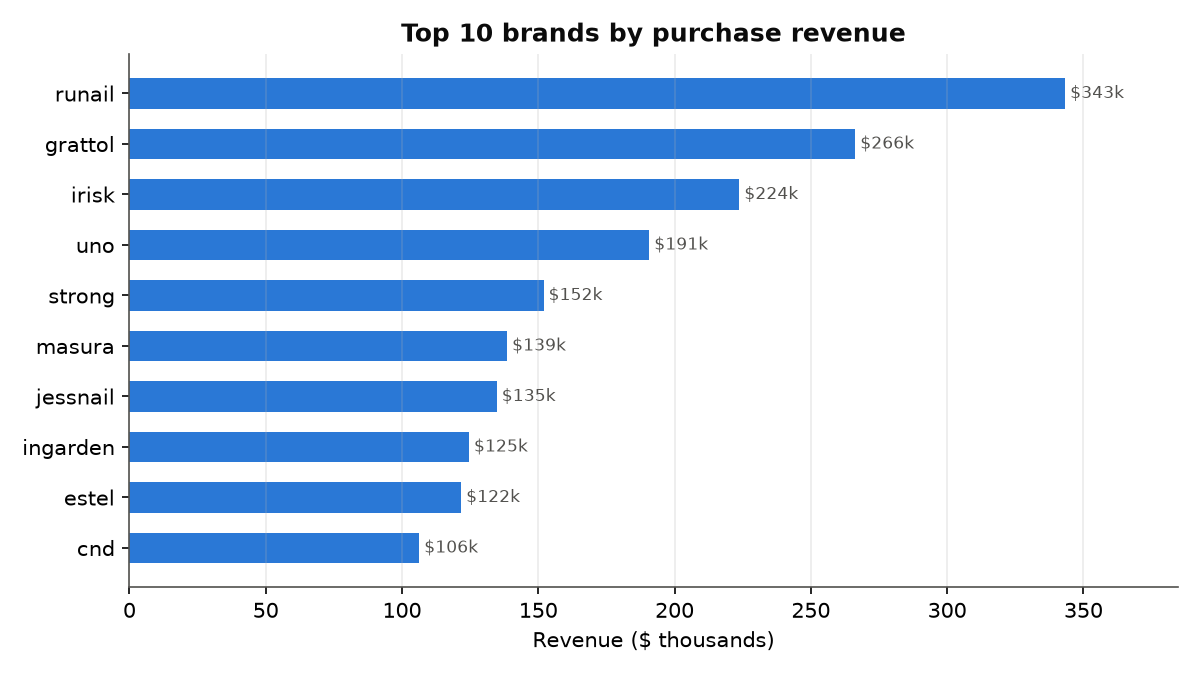 Top 10 brands by purchase revenue
runail $343k
grattol $266k
irisk $224k
uno $191k
strong $152k
masura $139k
jessnail $135k
ingarden $125k
estel $122k
cnd $106k
0 50 100 150 200 250 300 350
Revenue ($ thousands)